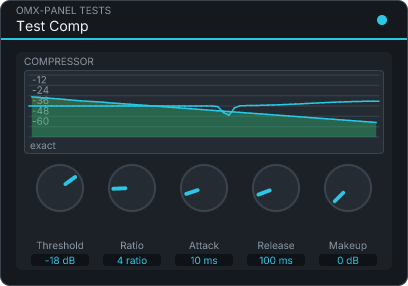 OMX-PANEL TESTS
Test Comp
COMPRESSOR
-12
-24
-36
-48
-60
exact
Threshold Ratio Attack Release Makeup
-18 dB 4 ratio 10 ms 100 ms 0 dB